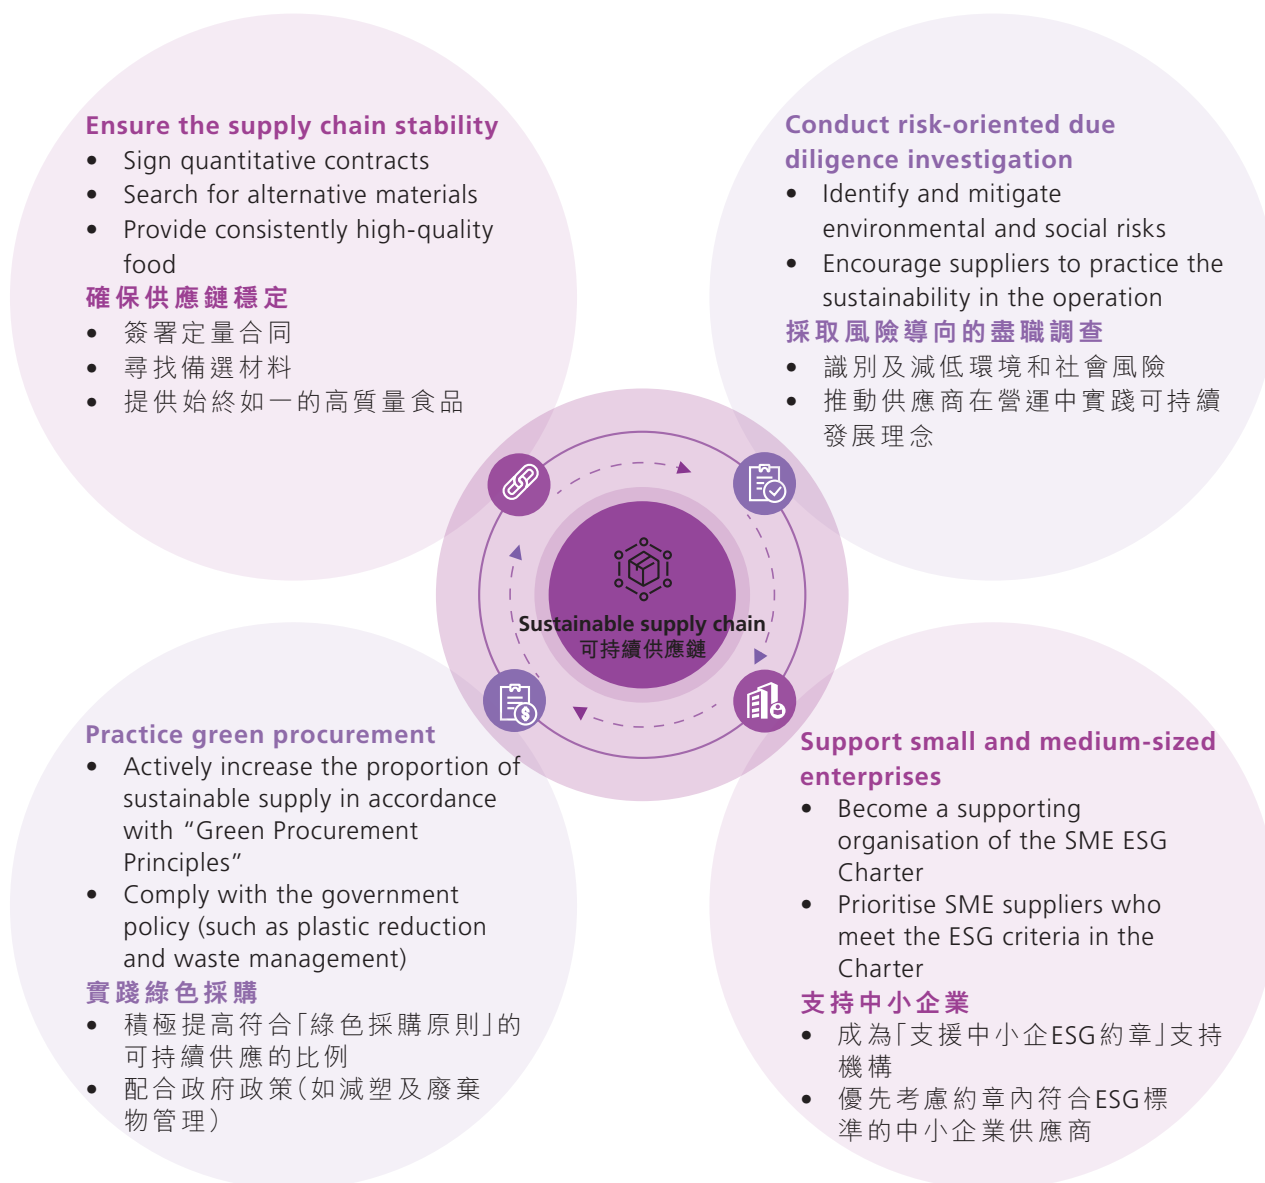 Ensure the supply chain stability
• Sign quantitative contracts
• Search for alternative materials
• Provide consistently high-quality
food
確保供應鏈穩定
• 簽署定量合同
• 尋找備選材料
• 提供始終如一的高質量食品
Conduct risk-oriented due
diligence investigation
• Identify and mitigate
environmental and social risks
• Encourage suppliers to practice the
sustainability in the operation
採取風險導向的盡職調查
• 識別及減低環境和社會風險
• 推動供應商在營運中實踐可持續
發展理念
Sustainable supply chain
可持續供應鏈
Practice green procurement
• Actively increase the proportion of
sustainable supply in accordance
with “Green Procurement
Principles”
• Comply with the government
policy (such as plastic reduction
and waste management)
實踐綠色採購
• 積極提高符合「綠色採購原則」的
可持續供應的比例
• 配合政府政策(如減塑及廢棄
物管理)
Support small and medium-sized
enterprises
• Become a supporting
organisation of the SME ESG
Charter
• Prioritise SME suppliers who
meet the ESG criteria in the
Charter
支持中小企業
• 成為「支援中小企ESG約章」支持
機構
• 優先考慮約章內符合ESG標
準的中小企業供應商